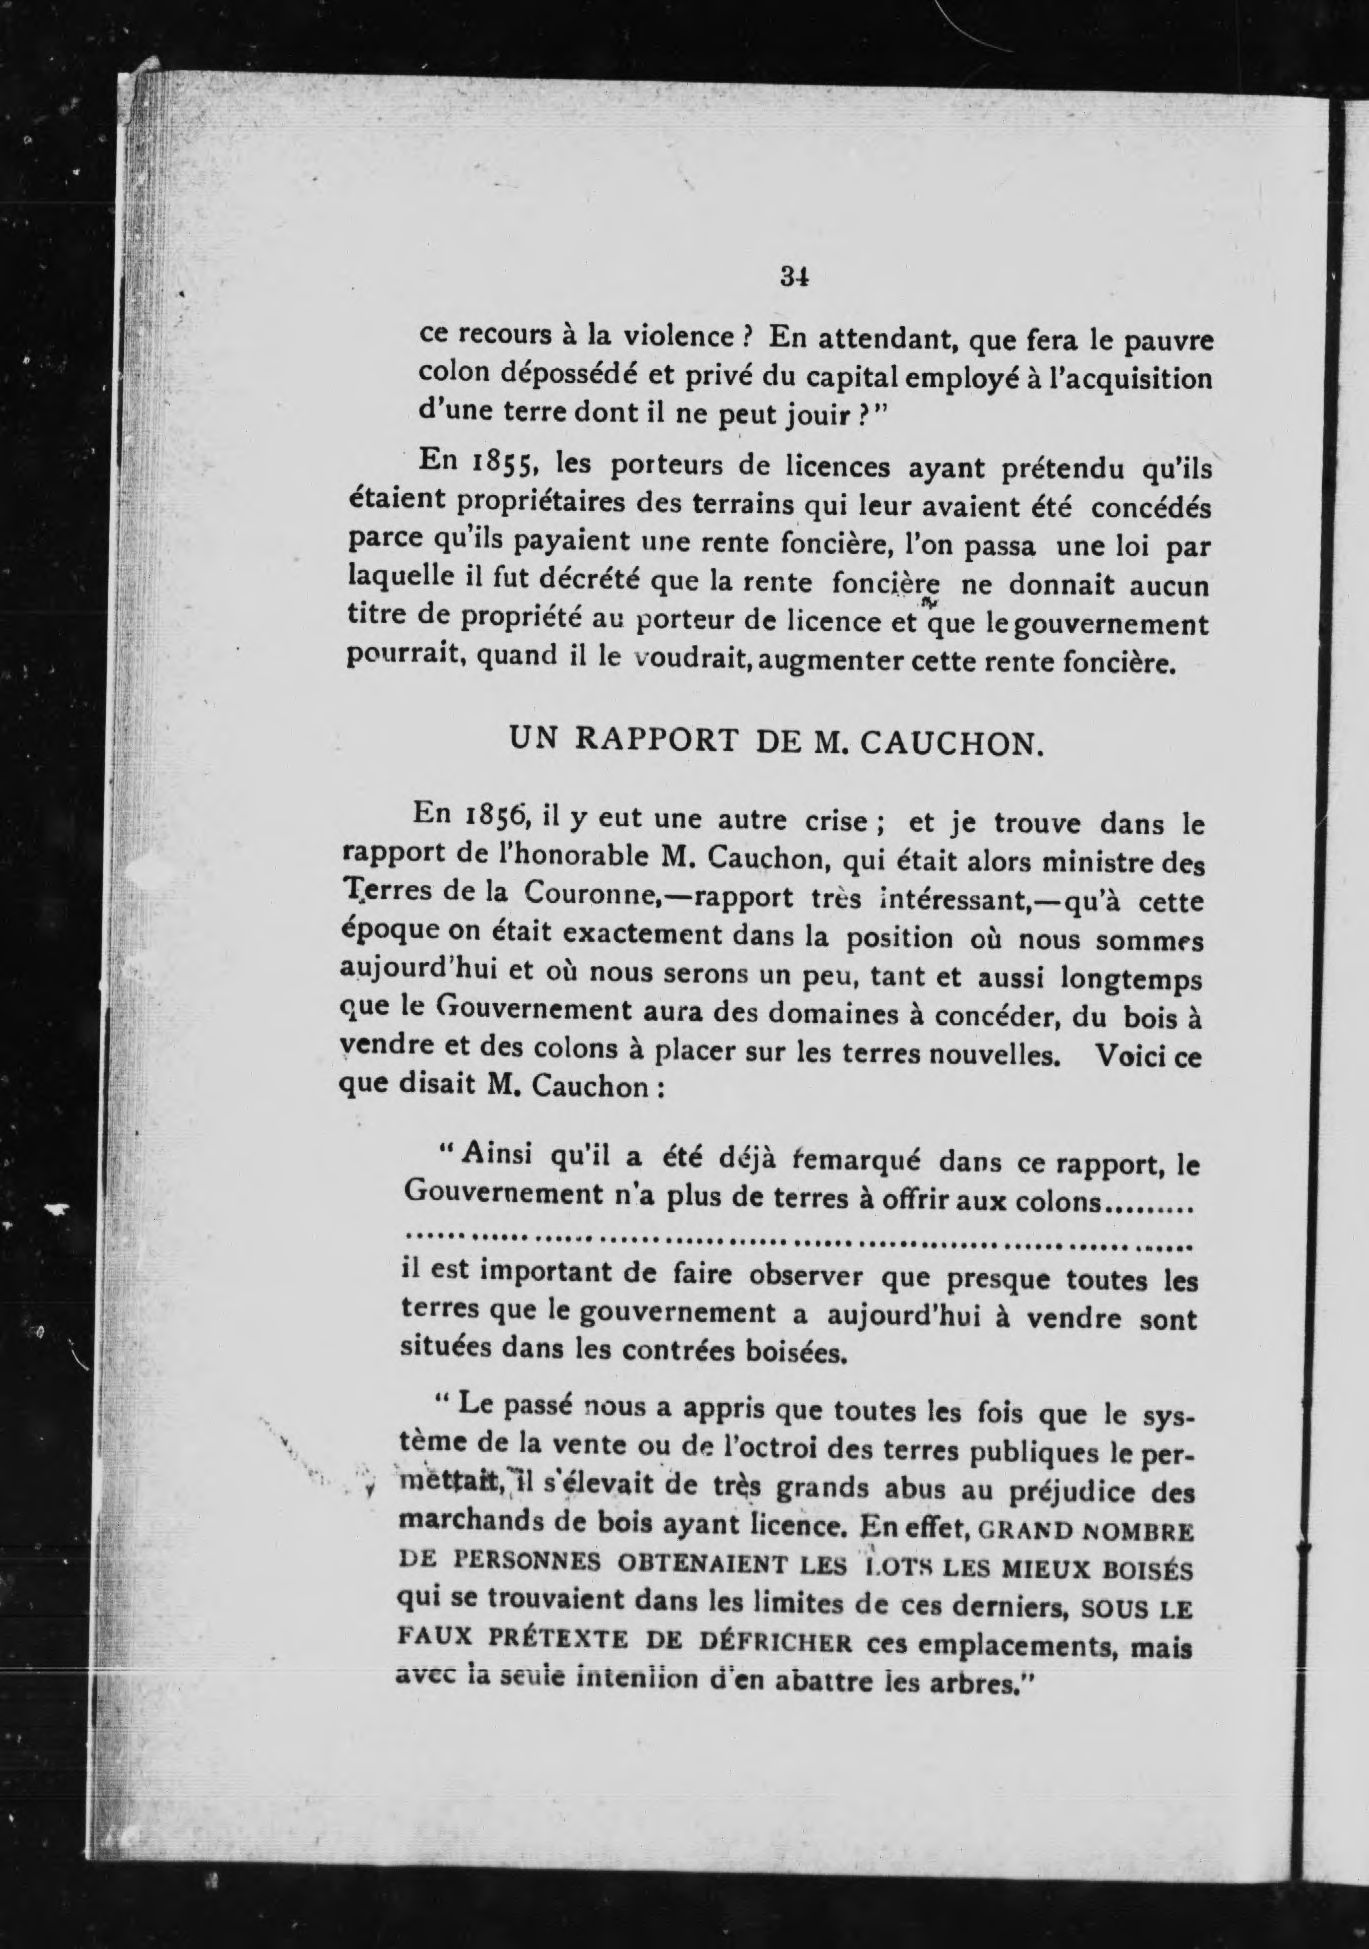 34
ce recours à la violence ? En attendant, que fera le pauvre
colon dépossédé et privé du capital employé à l'acquisition
d'une terre dont il ne peut jouir ?"
En 1855, les porteurs de licences ayant prétendu qu'ils
étaient propriétaires des terrains qui leur avaient été concédés
parce qu'ils payaient une rente foncière, l'on passa une loi par
laquelle il fut décrété que la rente foncière ne donnait aucun
titre de propriété au porteur de licence et que le gouvernement
pourrait, quand il le voudrait, augmenter cette rente foncière.
UN RAPPORT DE M. CAUCHON.
En 1856, il y eut une autre crise ; et je trouve dans le
rapport de l'honorable M. Cauchon, qui était alors ministre des
Terres de la Couronne,—rapport très intéressant,—qu'à cette
époque on était exactement dans la position où nous sommes
aujourd'hui et où nous serons un peu, tant et aussi longtemps
que le Gouvernement aura des domaines à concéder, du bois à
vendre et des colons à placer sur les terres nouvelles. Voici ce
que disait M. Cauchon :
" Ainsi qu'il a été déjà remarqué dans ce rapport, le
Gouvernement n'a plus de terres à offrir aux colons.........
..........................................................................
il est important de faire observer que presque toutes les
terres que le gouvernement a aujourd'hui à vendre sont
situées dans les contrées boisées.
" Le passé nous a appris que toutes les fois que le sys-
tème de la vente ou de l'octroi des terres publiques le per-
mettait, il s'élevait de très grands abus au préjudice des
marchands de bois ayant licence. En effet, GRAND NOMBRE
DE PERSONNES OBTENAIENT LES LOTS LES MIEUX BOISÉS
qui se trouvaient dans les limites de ces derniers, SOUS LE
FAUX PRÉTEXTE DE DÉFRICHER ces emplacements, mais
avec la seule intention d'en abattre les arbres."